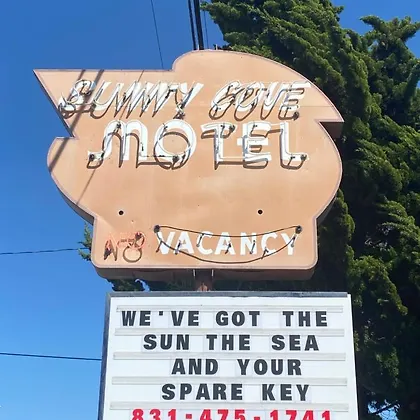 SUNNY COVE
MOTEL
NO VACANCY
WE'VE GOT THE
SUN THE SEA
AND YOUR
SPARE KEY
831-475-1741